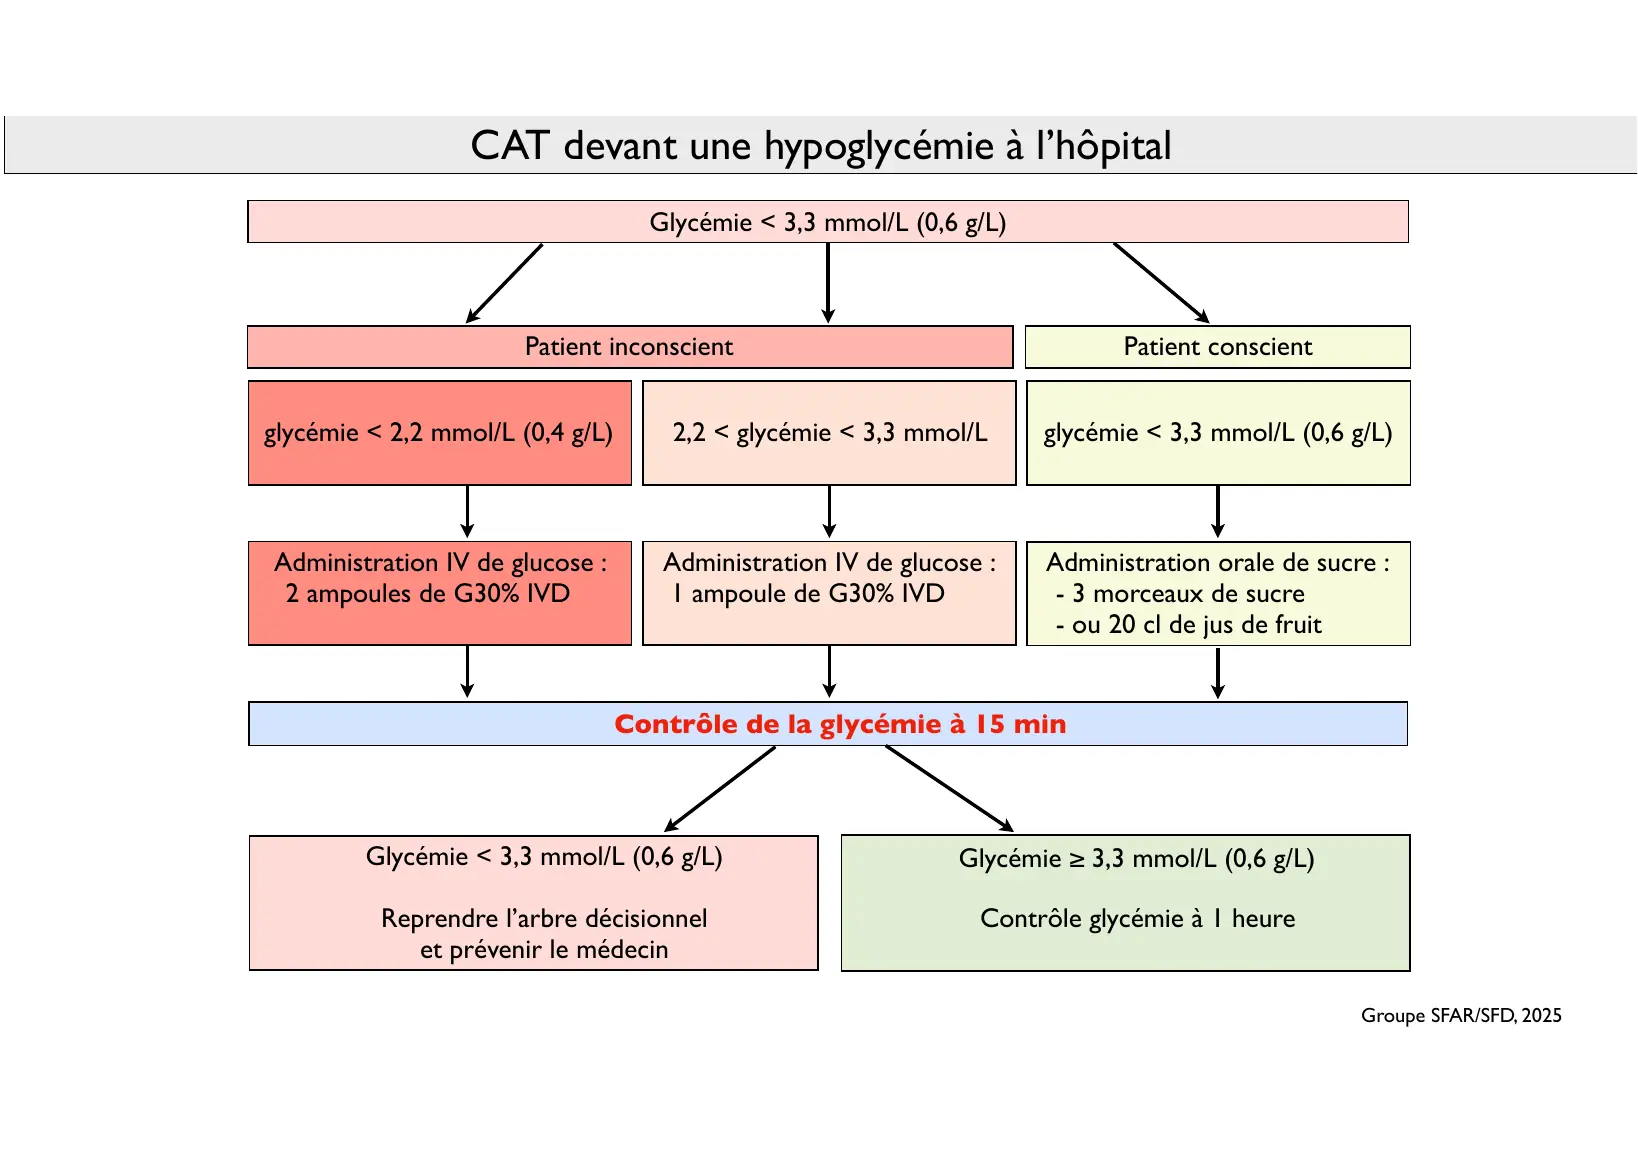 CAT devant une hypoglycémie à l’hôpital
Glycémie < 3,3 mmol/L (0,6 g/L)
Patient inconscient
Patient conscient
glycémie < 2,2 mmol/L (0,4 g/L)
2,2 < glycémie < 3,3 mmol/L
glycémie < 3,3 mmol/L (0,6 g/L)
Administration IV de glucose :
2 ampoules de G30% IVD
Administration IV de glucose :
1 ampoule de G30% IVD
Administration orale de sucre :
- 3 morceaux de sucre
- ou 20 cl de jus de fruit
Contrôle de la glycémie à 15 min
Glycémie < 3,3 mmol/L (0,6 g/L)
Reprendre l’arbre décisionnel
et prévenir le médecin
Glycémie ≥ 3,3 mmol/L (0,6 g/L)
Contrôle glycémie à 1 heure
Groupe SFAR/SFD, 2025